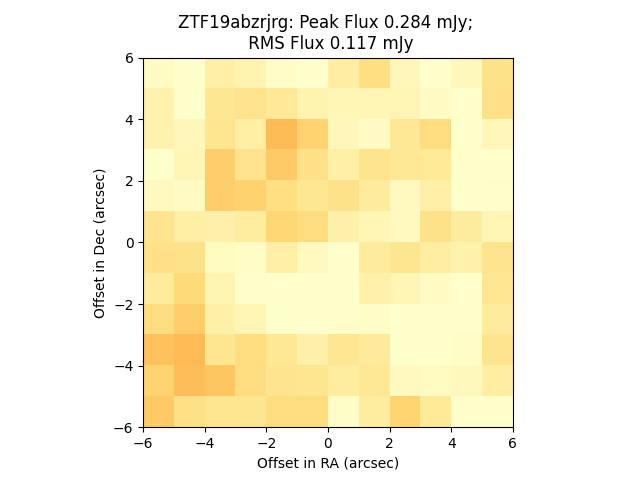 ZTF19abzrjrg: Peak Flux 0.284 mJy;
RMS Flux 0.117 mJy
6
4
2
0
−2
−4
−6
Offset in Dec (arcsec)
−6 −4 −2 0 2 4 6
Offset in RA (arcsec)